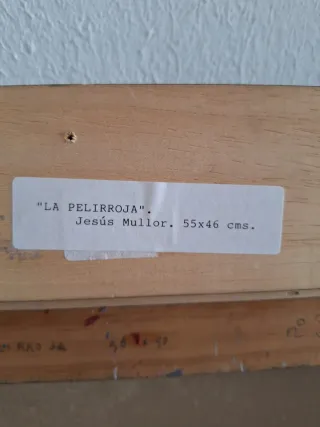 "LA PELIRROJA".
Jesús Mullor. 55x46 cms.